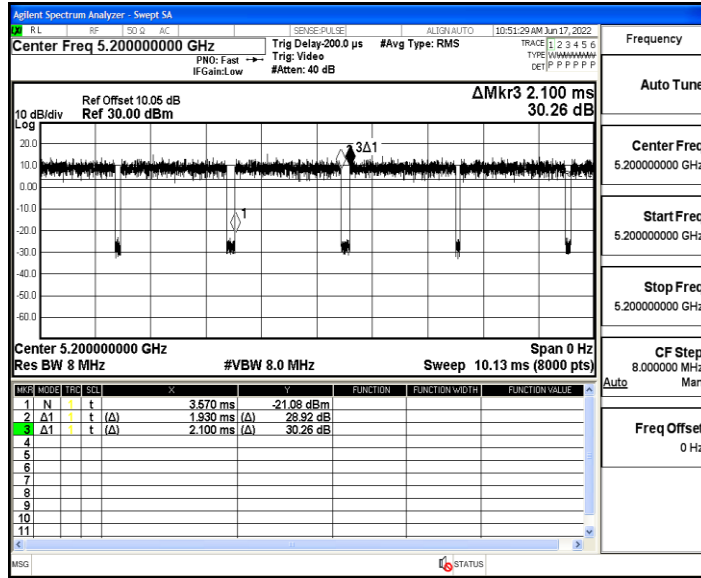 Agilent Spectrum Analyzer - Swept SA
RL RF 50 Ω AC SENSE:PULSE ALIGNAUTO 10:51:29 AM Jun 17, 2022
Center Freq 5.200000000 GHz
PNO: Fast
IFGain:Low
Trig Delay-200.0 µs
Trig: Video
#Atten: 40 dB
#Avg Type: RMS
TRACE 1 2 3 4 5 6
TYPE WWWWWW
DET P P P P P P
Ref Offset 10.05 dB
Ref 30.00 dBm
10 dB/div
Log
ΔMkr3 2.100 ms
30.26 dB
20.0
10.0
0.00
-10.0
-20.0
-30.0
-40.0
-50.0
-60.0
3Δ1
1
Center 5.200000000 GHz
Span 0 Hz
Res BW 8 MHz
#VBW 8.0 MHz
Sweep 10.13 ms (8000 pts)
MKR MODE TRC SCL X Y FUNCTION FUNCTION WIDTH FUNCTION VALUE
1 N 1 t 3.570 ms -21.08 dBm
2 Δ1 1 t (Δ) 1.930 ms (Δ) 28.92 dB
3 Δ1 1 t (Δ) 2.100 ms (Δ) 30.26 dB
4
5
6
7
8
9
10
11
MSG
STATUS
Frequency
Auto Tune
Center Freq
5.200000000 GHz
Start Freq
5.200000000 GHz
Stop Freq
5.200000000 GHz
CF Step
8.000000 MHz
Auto Man
Freq Offset
0 Hz